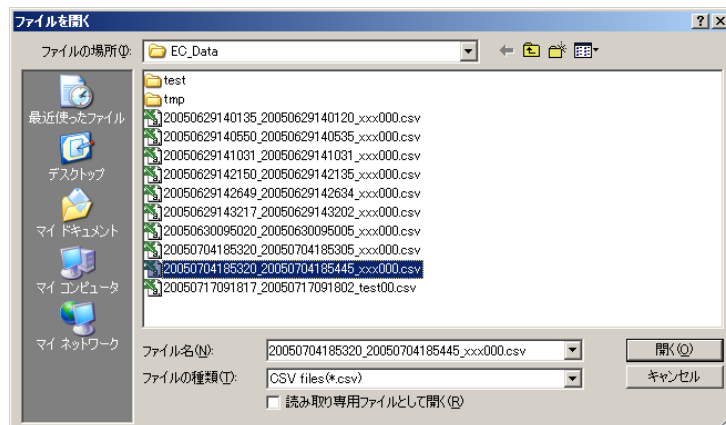 ファイルを開く
ファイルの場所(I): EC_Data
最近使ったファイル
デスクトップ
マイ ドキュメント
マイ コンピュータ
マイ ネットワーク
test
tmp
20050629140135_20050629140120_xxx000.csv
20050629140550_20050629140535_xxx000.csv
20050629141031_20050629141031_xxx000.csv
20050629142150_20050629142135_xxx000.csv
20050629142649_20050629142634_xxx000.csv
20050629143217_20050629143202_xxx000.csv
20050630095020_20050630095005_xxx000.csv
20050704185320_20050704185305_xxx000.csv
20050704185320_20050704185445_xxx000.csv
20050717091817_20050717091802_test00.csv
ファイル名(N): 20050704185320_20050704185445_xxx000.csv 開く(O)
ファイルの種類(T): CSV files(*.csv) キャンセル
読み取り専用ファイルとして開く(R)